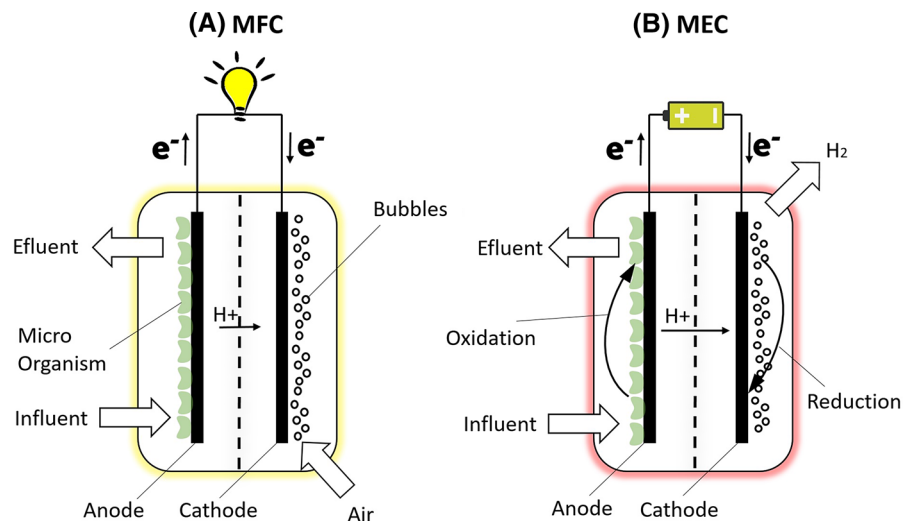 (A) MFC
e-
e-
Bubbles
Efluent
H+
Micro
Organism
Influent
Anode
Cathode
Air
(B) MEC
+ −
e-
e-
H2
Efluent
H+
Oxidation
Reduction
Influent
Anode
Cathode